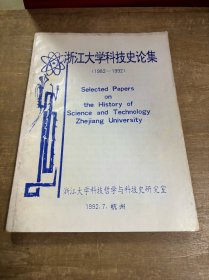 浙江大学科技史论集
(1982—1992)
Selected Papers
on
the History of
Science and Technology
Zhejiang University
浙江大学科技哲学与科技史研究室
1992.7. 杭州